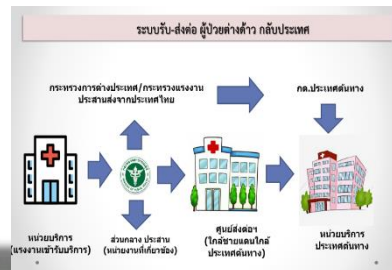 ระบบรับ-ส่งต่อ ผู้ป่วยต่างด้าว กลับประเทศ
กระทรวงการต่างประเทศ/กระทรวงแรงงาน
ประสานส่งจากประเทศไทย
กต.ประเทศต้นทาง
หน่วยบริการ
(แรงงานเข้ารับบริการ)
ส่วนกลาง ประสาน
(หน่วยงานที่เกี่ยวข้อง)
ศูนย์ส่งต่อฯ
(ใกล้ชายแดนใกล้
ประเทศต้นทาง)
หน่วยบริการ
ประเทศต้นทาง